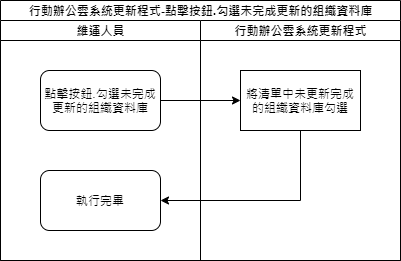 行動辦公雲系統更新程式-點擊按鈕.勾選未完成更新的組織資料庫
維運人員
行動辦公雲系統更新程式
點擊按鈕.勾選未完成
更新的組織資料庫
將清單中未更新完成
的組織資料庫勾選
執行完畢